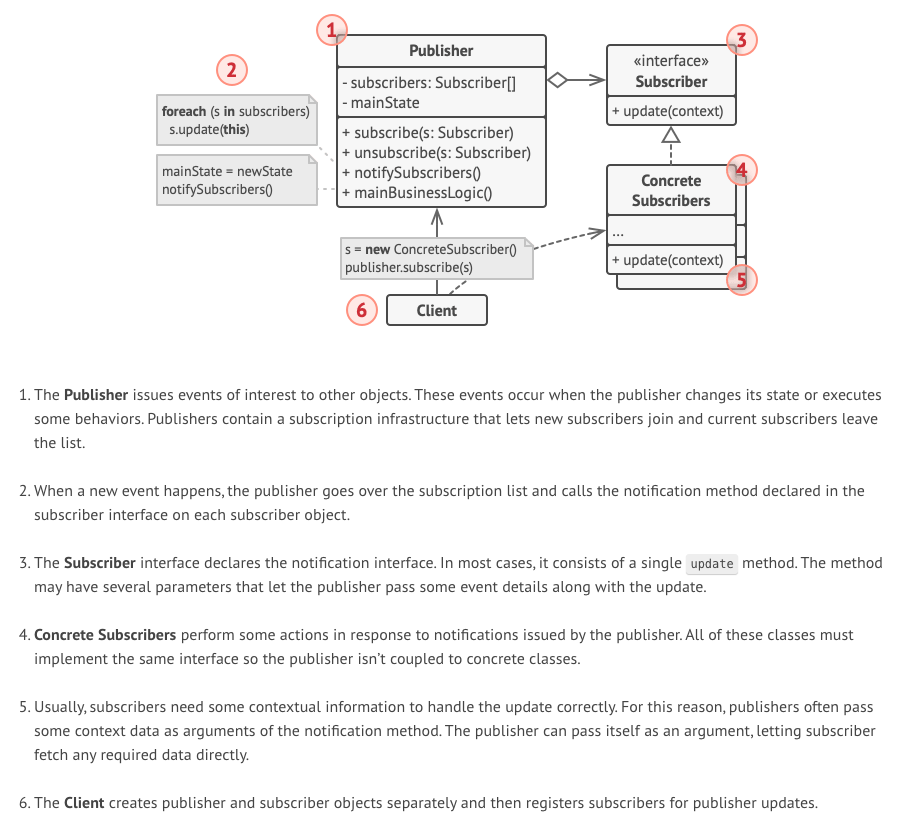 1
Publisher
- subscribers: Subscriber[]
- mainState
+ subscribe(s: Subscriber)
+ unsubscribe(s: Subscriber)
+ notifySubscribers()
+ mainBusinessLogic()
2
foreach (s in subscribers)
s.update(this)
mainState = newState
notifySubscribers()
3
«interface»
Subscriber
+ update(context)
4
Concrete
Subscribers
...
+ update(context)
5
s = new ConcreteSubscriber()
publisher.subscribe(s)
6
Client
1. The Publisher issues events of interest to other objects. These events occur when the publisher changes its state or executes
some behaviors. Publishers contain a subscription infrastructure that lets new subscribers join and current subscribers leave
the list.
2. When a new event happens, the publisher goes over the subscription list and calls the notification method declared in the
subscriber interface on each subscriber object.
3. The Subscriber interface declares the notification interface. In most cases, it consists of a single update method. The method
may have several parameters that let the publisher pass some event details along with the update.
4. Concrete Subscribers perform some actions in response to notifications issued by the publisher. All of these classes must
implement the same interface so the publisher isn’t coupled to concrete classes.
5. Usually, subscribers need some contextual information to handle the update correctly. For this reason, publishers often pass
some context data as arguments of the notification method. The publisher can pass itself as an argument, letting subscriber
fetch any required data directly.
6. The Client creates publisher and subscriber objects separately and then registers subscribers for publisher updates.